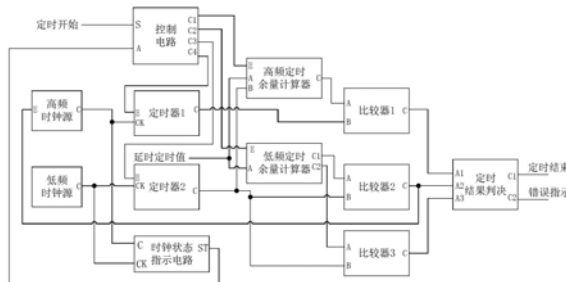 定时开始
S
A
控制
电路
C1
C2
C3
C4
E
高频
时钟源
C
E
CK
定时器1
C
E
A
B
高频定时
余量计算器
C
A
B
比较器1
C
延时定时值
低频
时钟源
C
E
CK
定时器2
C
E
A
低频定时
余量计算器
C1
C2
A
B
比较器2
C
A1
A2
A3
定时
结果判决
C1
C2
定时结束
错误指示
C
CK
时钟状态
指示电路
ST
A
B
比较器3
C